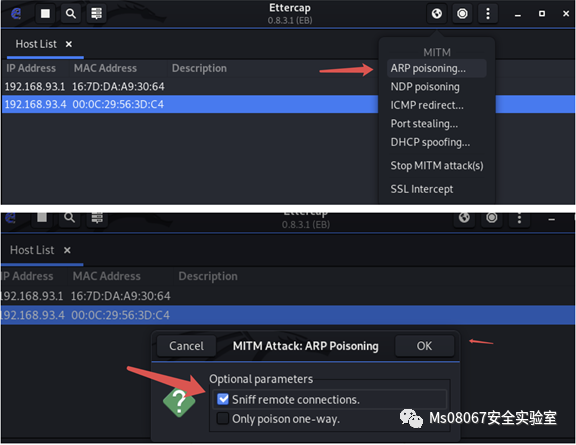 Ettercap
0.8.3.1 (EB)
Host List ×
MITM
IP Address MAC Address Description
ARP poisoning...
192.168.93.1 16:7D:DA:A9:30:64
NDP poisoning
192.168.93.4 00:0C:29:56:3D:C4
ICMP redirect...
Port stealing...
DHCP spoofing...
Stop MITM attack(s)
SSL Intercept
Ettercap
0.8.3.1 (EB)
Host List ×
IP Address MAC Address Description
192.168.93.1 16:7D:DA:A9:30:64
192.168.93.4 00:0C:29:56:3D:C4
Cancel MITM Attack: ARP Poisoning OK
Optional parameters
Sniff remote connections.
Only poison one-way.
Ms08067安全实验室